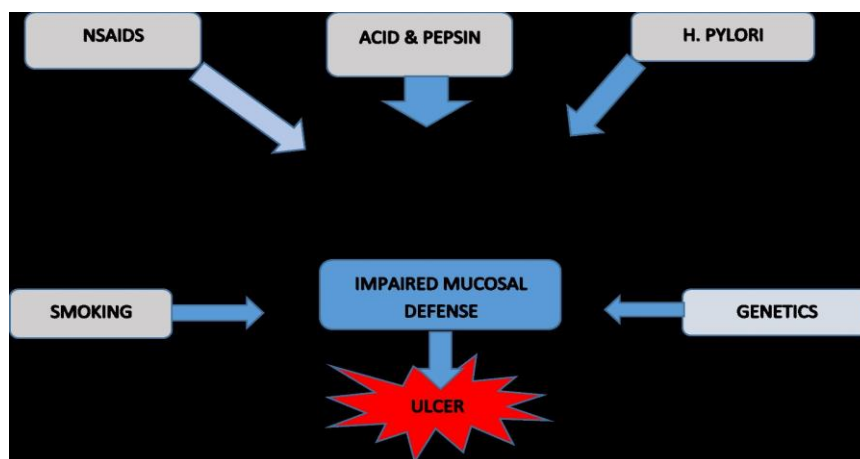 NSAIDS
ACID & PEPSIN
H. PYLORI
SMOKING
IMPAIRED MUCOSAL
DEFENSE
GENETICS
ULCER